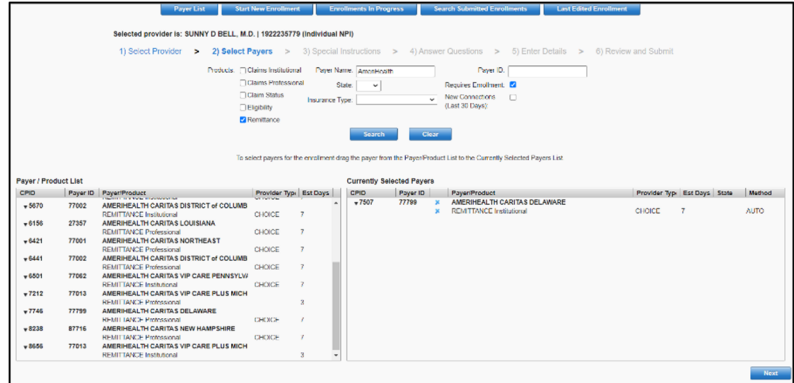 Payer List Start New Enrollment Enrollments In Progress Search Submitted Enrollments Last Edited Enrollment
Selected provider is: SUNNY D BELL, M.D. | 1922235779 (Individual NPI)
1) Select Provider > 2) Select Payers > 3) Special Instructions > 4) Answer Questions > 5) Enter Details > 6) Review and Submit
Products: Claims Institutional Payer Name: AmeriHealth Payer ID:
Claims Professional State: Requires Enrollment:
Claim Status Insurance Type: New Connections
Eligibility (Last 30 Days):
Remittance
Search Clear
To select payers for the enrollment drag the payer from the Payer/Product List to the Currently Selected Payers List
Payer / Product List Currently Selected Payers
CPID Payer ID Payer/Product Provider Typ Est Days CPID Payer ID Payer/Product Provider Typ Est Days State Method
5670 77002 AMERIHEALTH CARITAS DISTRICT of COLUMB 7507 77799 x AMERIHEALTH CARITAS DELAWARE
REMITTANCE Institutional CHOICE 7 x REMITTANCE Institutional CHOICE 7 AUTO
6156 27357 AMERIHEALTH CARITAS LOUISIANA
REMITTANCE Professional CHOICE 7
6421 77001 AMERIHEALTH CARITAS NORTHEAST
REMITTANCE Professional CHOICE 7
6441 77002 AMERIHEALTH CARITAS DISTRICT of COLUMB
REMITTANCE Professional CHOICE 7
6501 77062 AMERIHEALTH CARITAS VIP CARE PENNSYLV
REMITTANCE Professional CHOICE 7
7212 77013 AMERIHEALTH CARITAS VIP CARE PLUS MICH
REMITTANCE Professional 3
7746 77799 AMERIHEALTH CARITAS DELAWARE
REMITTANCE Professional CHOICE 7
8238 87716 AMERIHEALTH CARITAS NEW HAMPSHIRE
REMITTANCE Professional CHOICE 7
8656 77013 AMERIHEALTH CARITAS VIP CARE PLUS MICH
REMITTANCE Institutional 3
Next